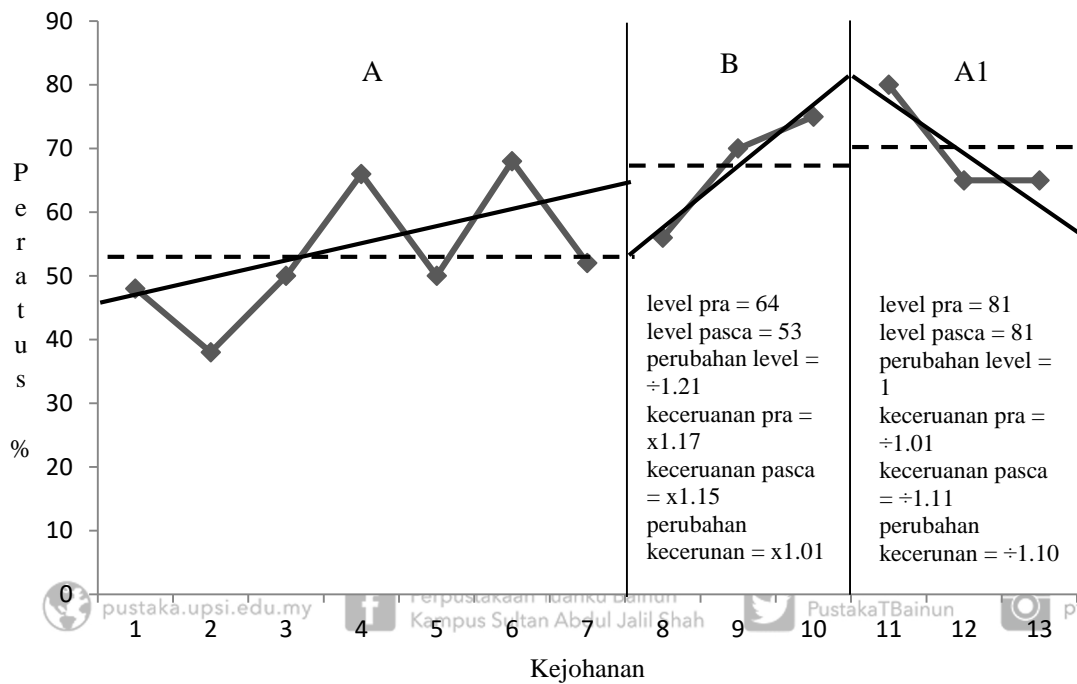 90
80
70
60
50
40
30
20
10
0
P
e
r
a
t
u
s
%
A
B
A1
level pra = 64
level pasca = 53
perubahan level =
÷1.21
keceruanan pra =
x1.17
keceruanan pasca
= x1.15
perubahan
kecerunan = x1.01
level pra = 81
level pasca = 81
perubahan level =
1
keceruanan pra =
÷1.01
keceruanan pasca
= ÷1.11
perubahan
kecerunan = ÷1.10
pustaka.upsi.edu.my
Perpustakaan Tuanku Bainun
Kampus Sultan Abdul Jalil Shah
PustakaTBainun
p
1 2 3 4 5 6 7 8 9 10 11 12 13
Kejohanan